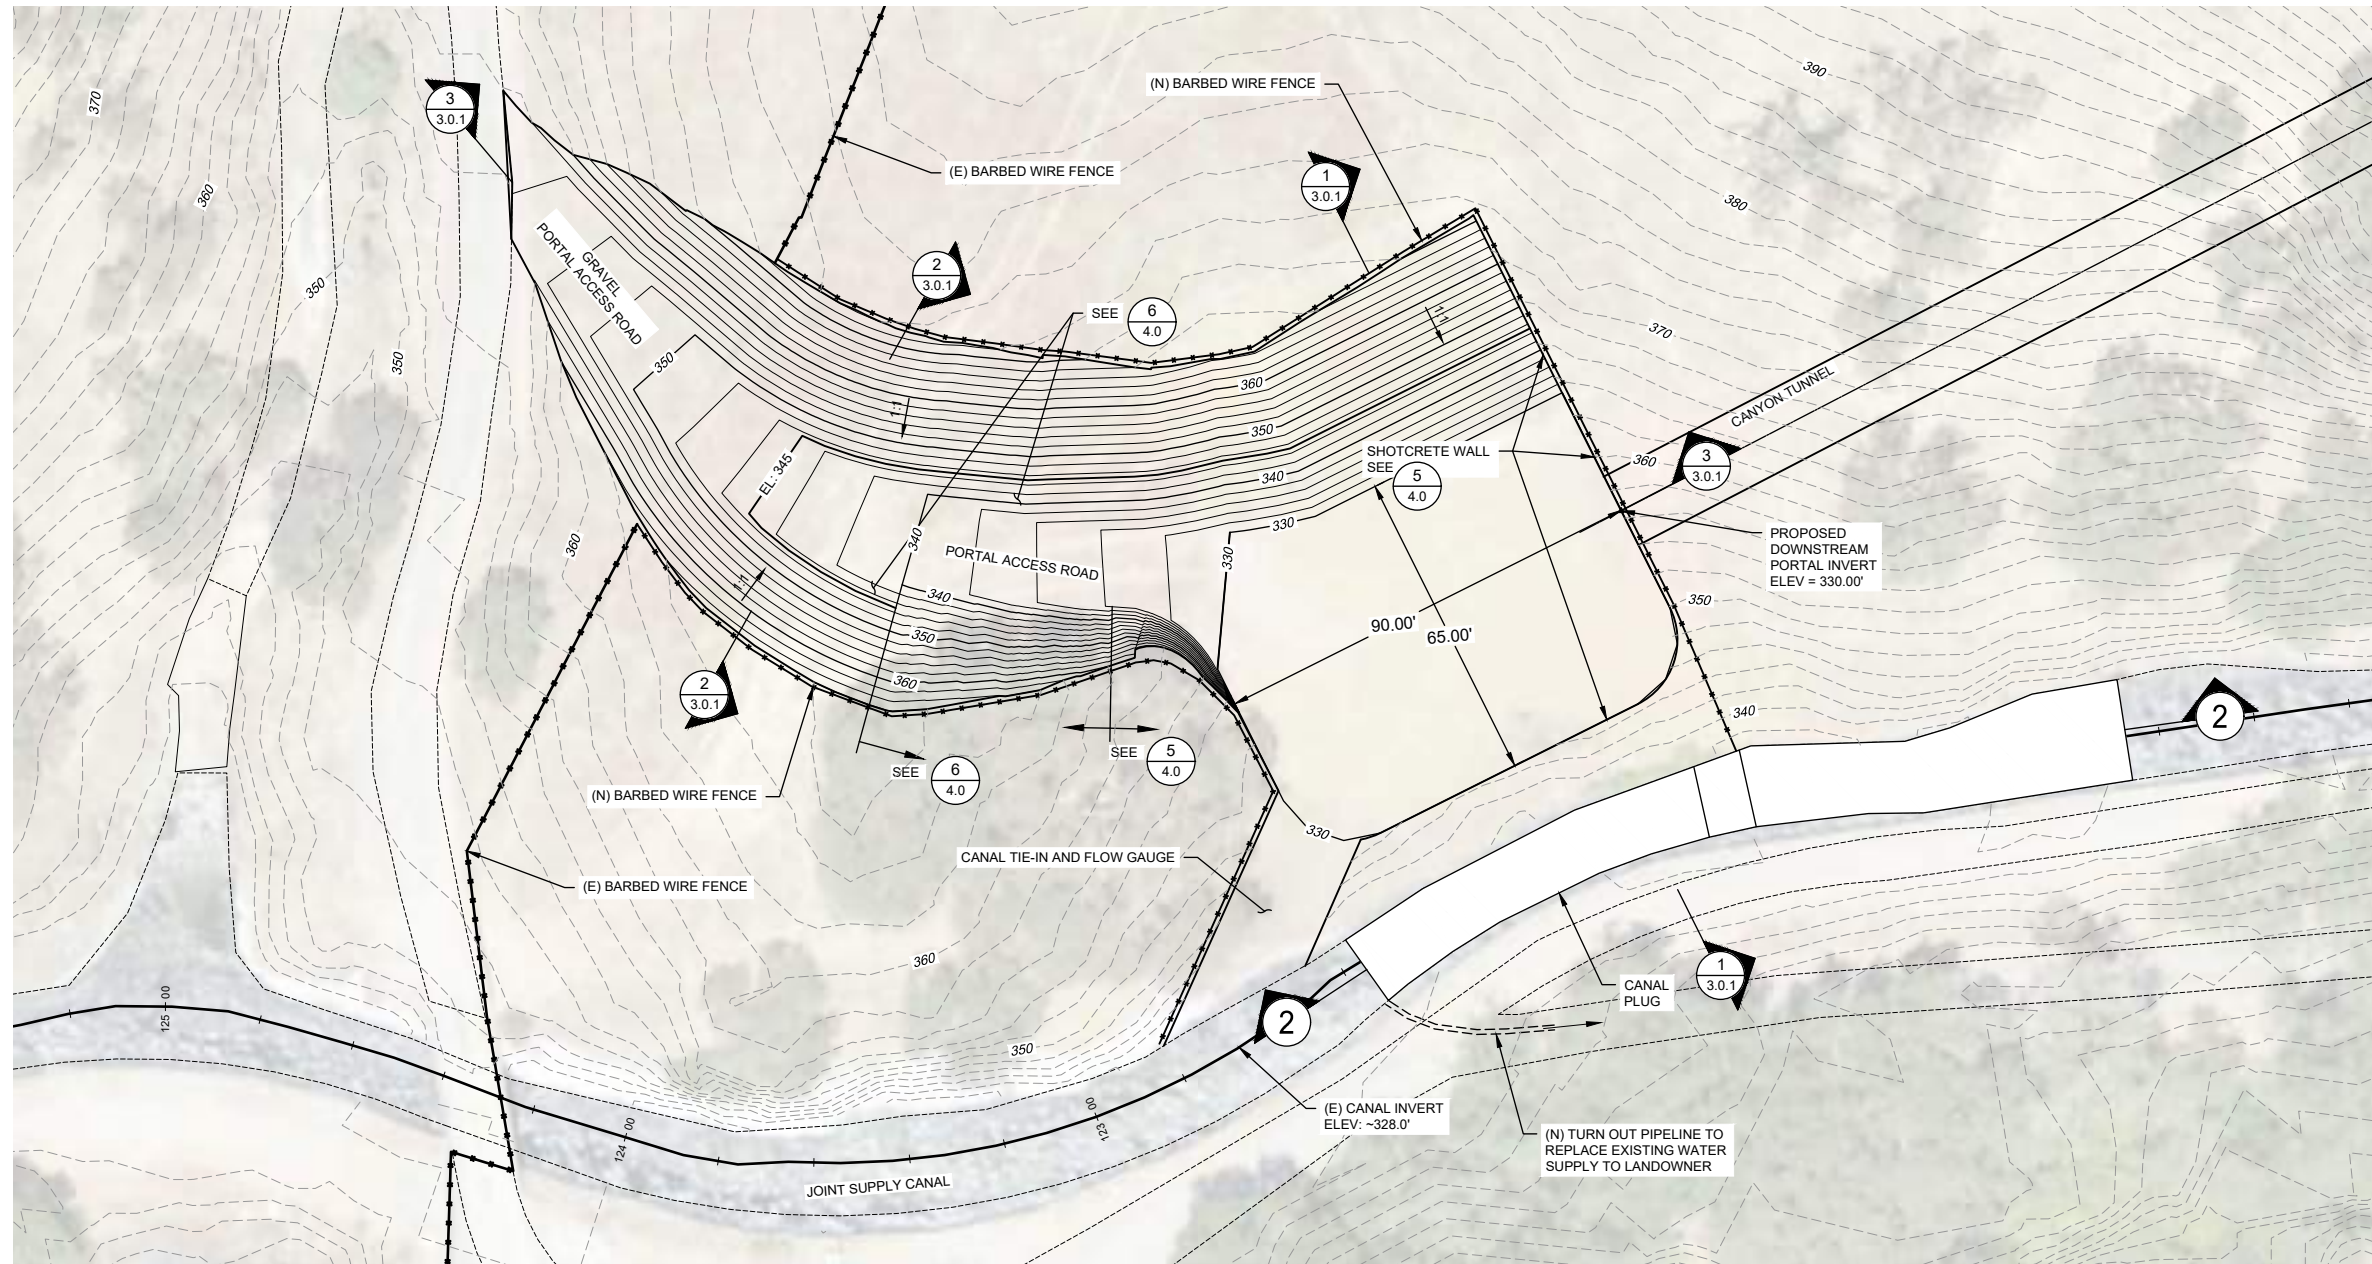 390
370
(N) BARBED WIRE FENCE
3
3.0.1
(E) BARBED WIRE FENCE
1
3.0.1
360
380
GRAVEL
PORTAL ACCESS ROAD
2
3.0.1
350
SEE
6
4.0
1:1
370
350
350
360
1:1
350
CANYON TUNNEL
SHOTCRETE WALL
SEE
5
4.0
360
3
3.0.1
EL: 345
340
330
360
340
PORTAL ACCESS ROAD
330
PROPOSED
DOWNSTREAM
PORTAL INVERT
ELEV = 330.00'
1:1
340
350
90.00'
65.00'
350
360
2
3.0.1
340
2
SEE
6
4.0
SEE
5
4.0
(N) BARBED WIRE FENCE
330
CANAL TIE-IN AND FLOW GAUGE
(E) BARBED WIRE FENCE
360
1
3.0.1
CANAL
PLUG
125+00
2
350
(E) CANAL INVERT
ELEV: ~328.0'
123+00
124+00
(N) TURN OUT PIPELINE TO
REPLACE EXISTING WATER
SUPPLY TO LANDOWNER
JOINT SUPPLY CANAL